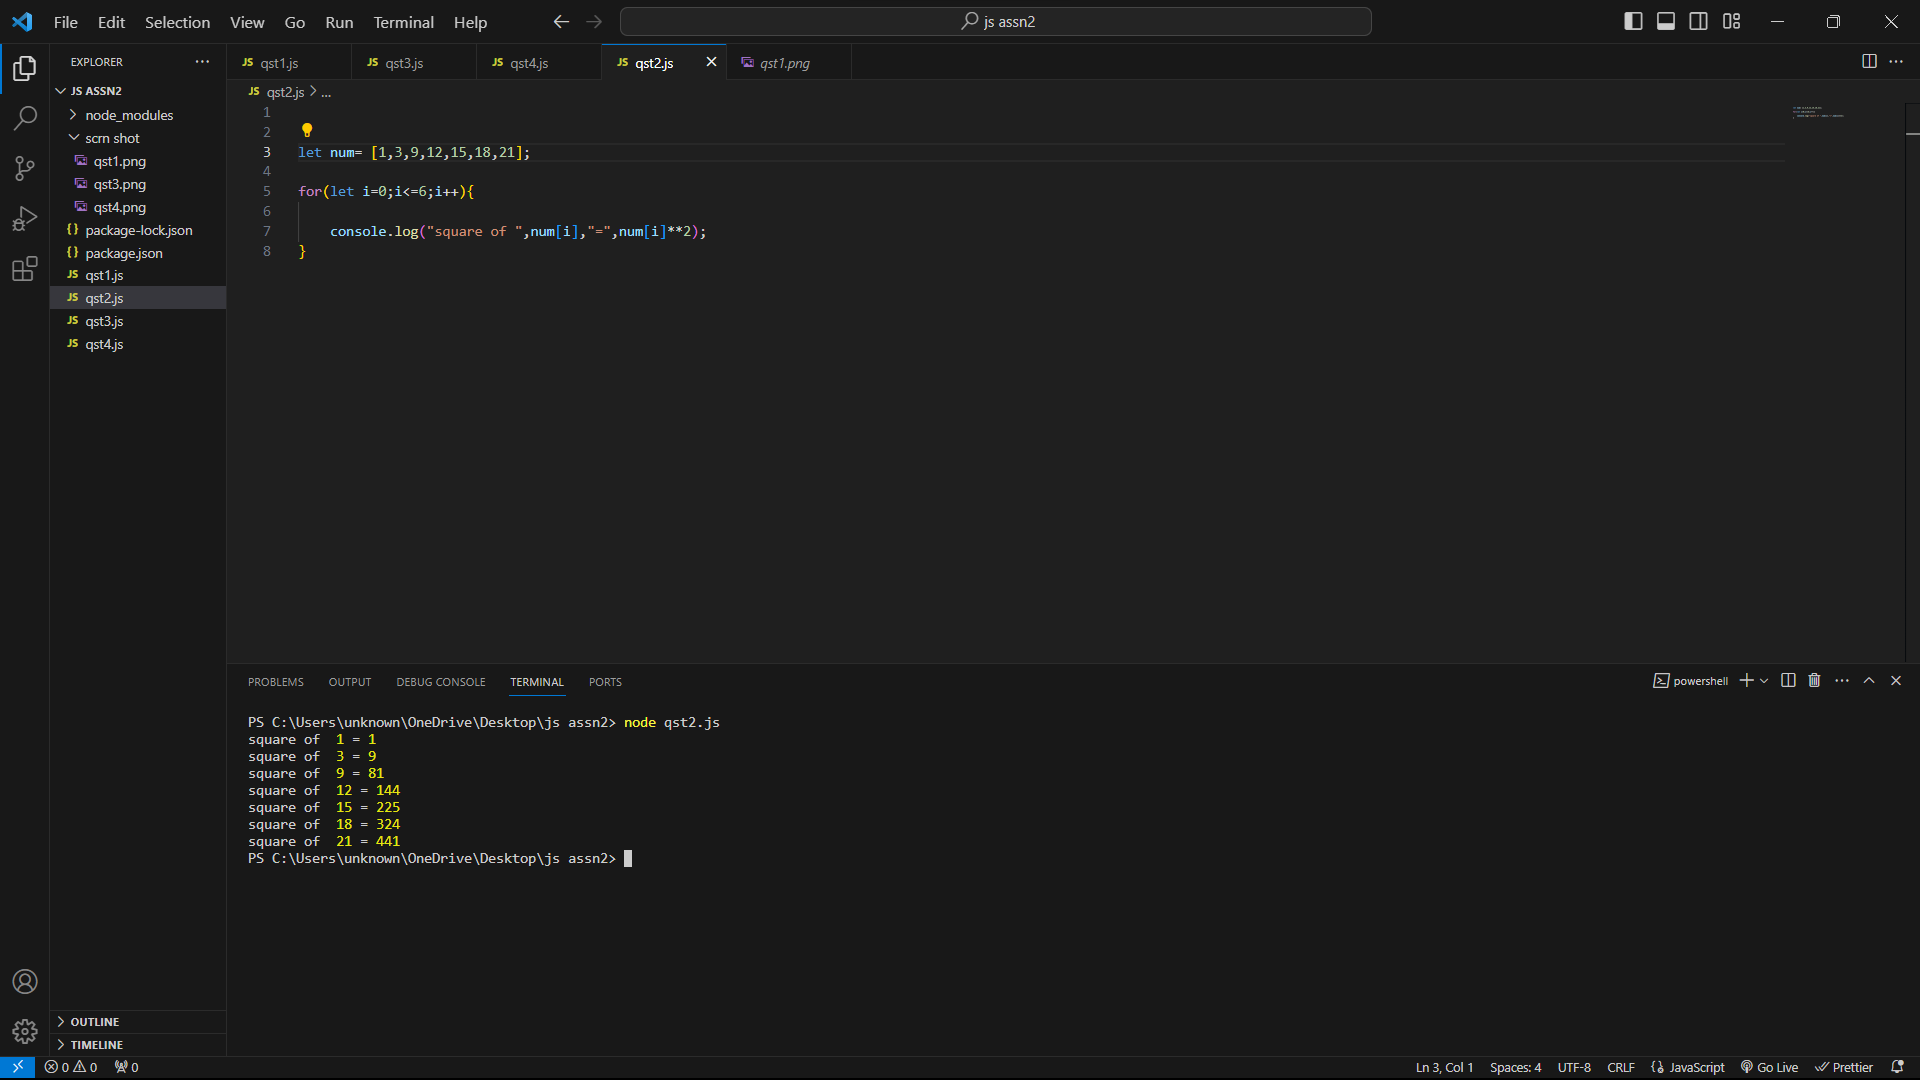 File Edit Selection View Go Run Terminal Help
js assn2
EXPLORER
JS ASSN2
node_modules
scrn shot
qst1.png
qst3.png
qst4.png
{} package-lock.json
{} package.json
JS qst1.js
JS qst2.js
JS qst3.js
JS qst4.js
OUTLINE
TIMELINE
JS qst1.js JS qst3.js JS qst4.js JS qst2.js qst1.png
JS qst2.js > ...
1
2
3 let num= [1,3,9,12,15,18,21];
4
5 for(let i=0;i<=6;i++){
6
7 console.log("square of ",num[i],"=",num[i]**2);
8 }
PROBLEMS OUTPUT DEBUG CONSOLE TERMINAL PORTS
powershell
PS C:\Users\unknown\OneDrive\Desktop\js assn2> node qst2.js
square of  1 = 1
square of  3 = 9
square of  9 = 81
square of  12 = 144
square of  15 = 225
square of  18 = 324
square of  21 = 441
PS C:\Users\unknown\OneDrive\Desktop\js assn2>
0 0 0 Ln 3, Col 1 Spaces: 4 UTF-8 CRLF {} JavaScript Go Live Prettier